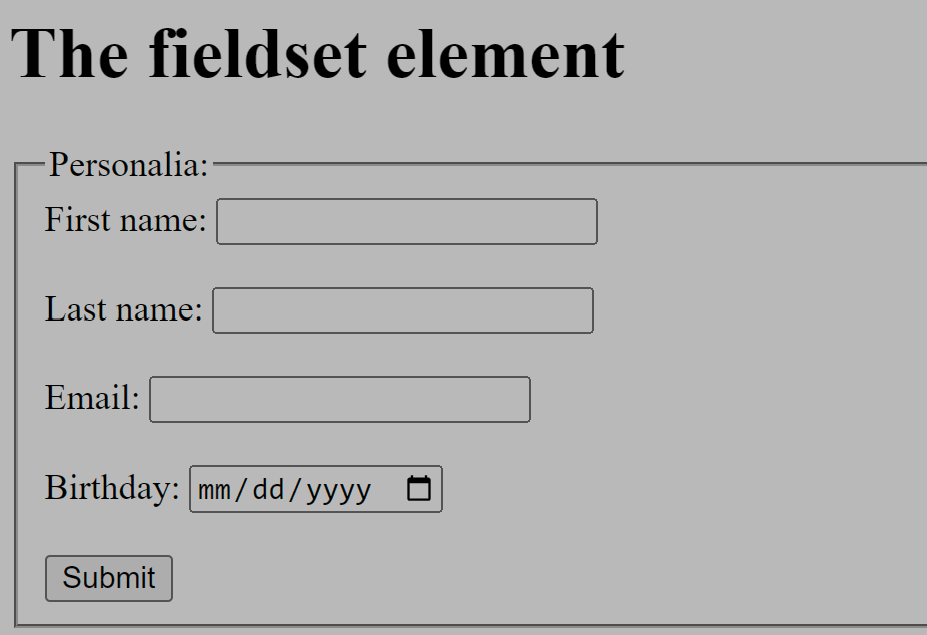 The fieldset element
Personalia:
First name:
Last name:
Email:
Birthday: mm/dd/yyyy
Submit